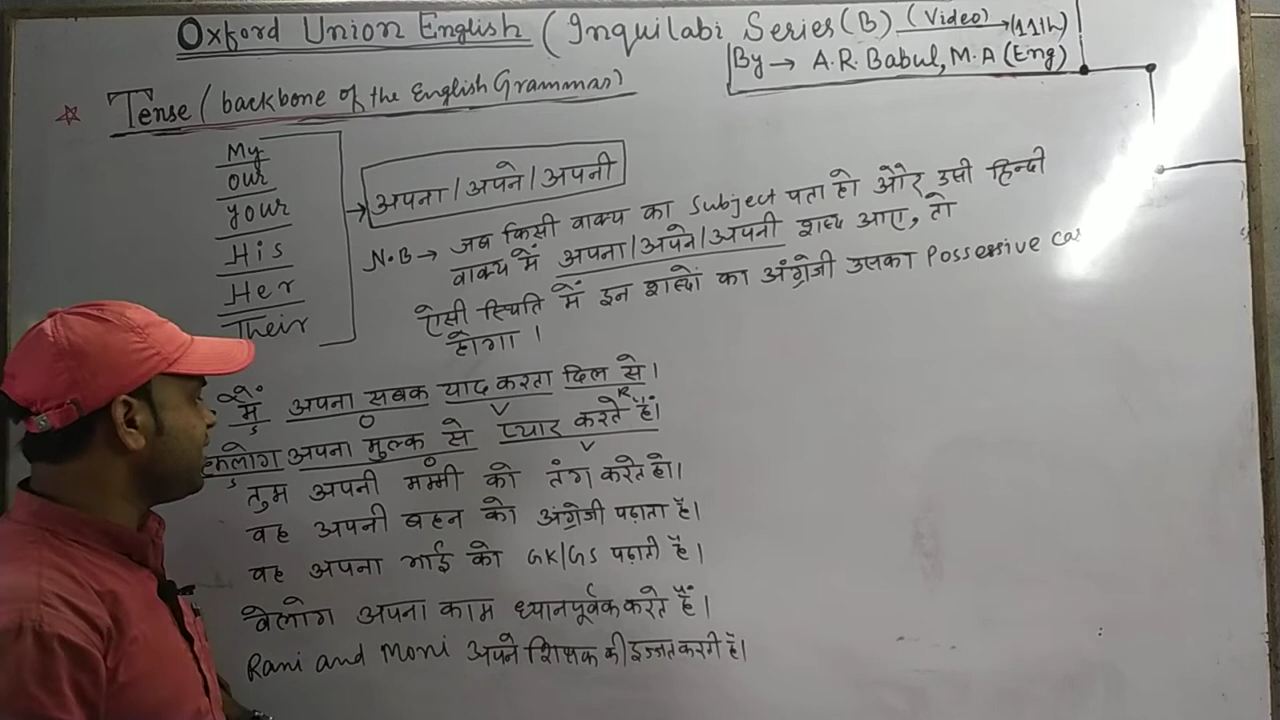 Oxford Union English (Inquilabi Series (B) (Video) → (11th)
By → A.R. Babul, M.A (Eng)
Tense (backbone of the English Grammar)
My
our
your
His
Her
Their
→ अपना / अपने / अपनी
N.B → जब किसी वाक्य का Subject पता हो और उसी हिन्दी
वाक्य में अपना/अपने/अपनी शब्द आए, तो
ऐसी स्थिति में इन शब्दों का अंग्रेजी उसका Possessive
होगा ।
मैं अपना सबक याद करता दिल से।
S O V R
हमलोग अपना मुल्क से प्यार करते हैं।
S O V
तुम अपनी मम्मी को तंग करते हो।
वह अपनी बहन को अंग्रेजी पढ़ाता है।
वह अपना भाई को GK/GS पढ़ाती है।
वेलोग अपना काम ध्यानपूर्वक करते हैं।
Rani and Moni अपने शिक्षक की इज्जत करती है।